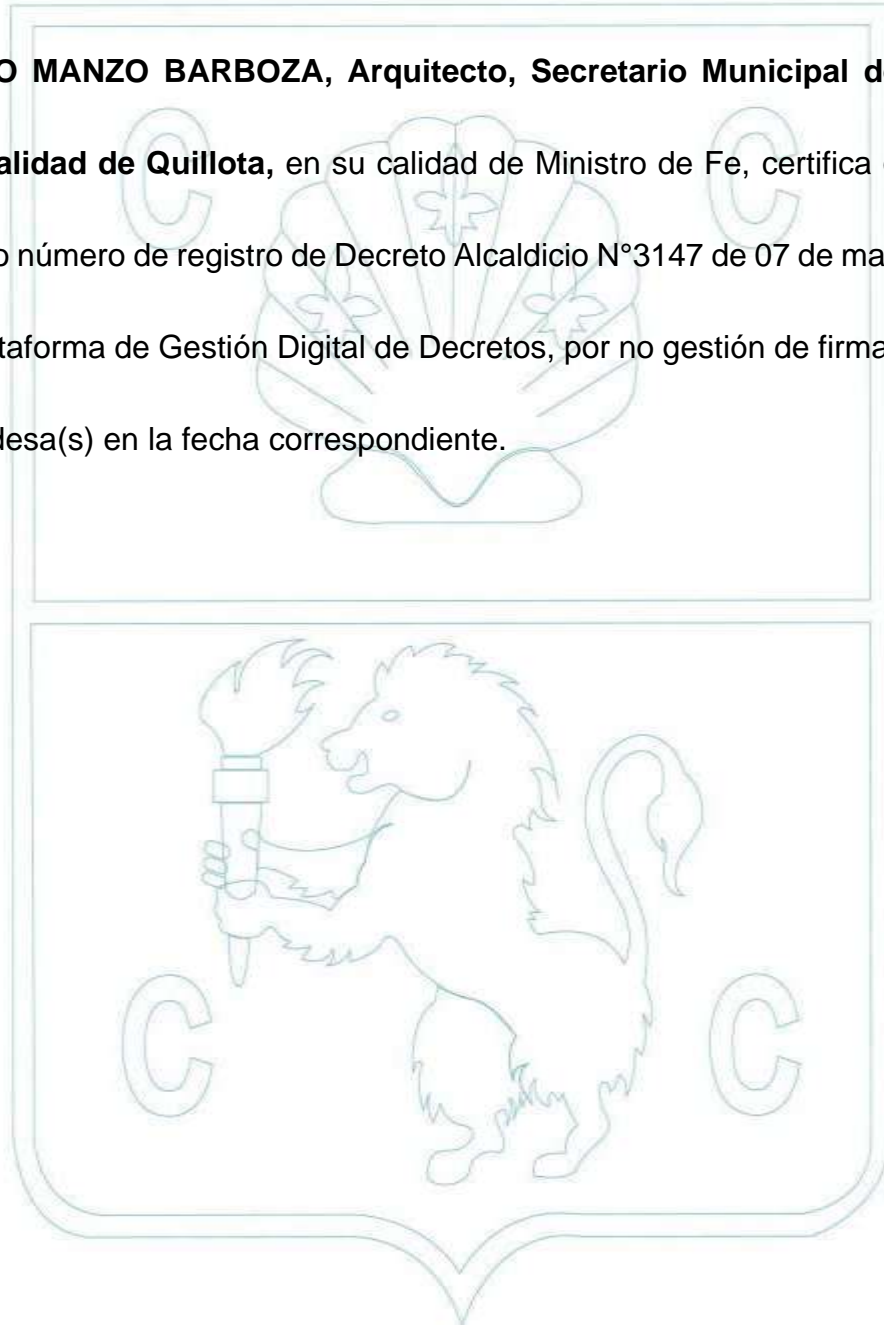 O MANZO BARBOZA, Arquitecto, Secretario Municipal d
alidad de Quillota, en su calidad de Ministro de Fe, certifica
o número de registro de Decreto Alcaldicio N°3147 de 07 de ma
taforma de Gestión Digital de Decretos, por no gestión de firma
desa(s) en la fecha correspondiente.
C C
C C